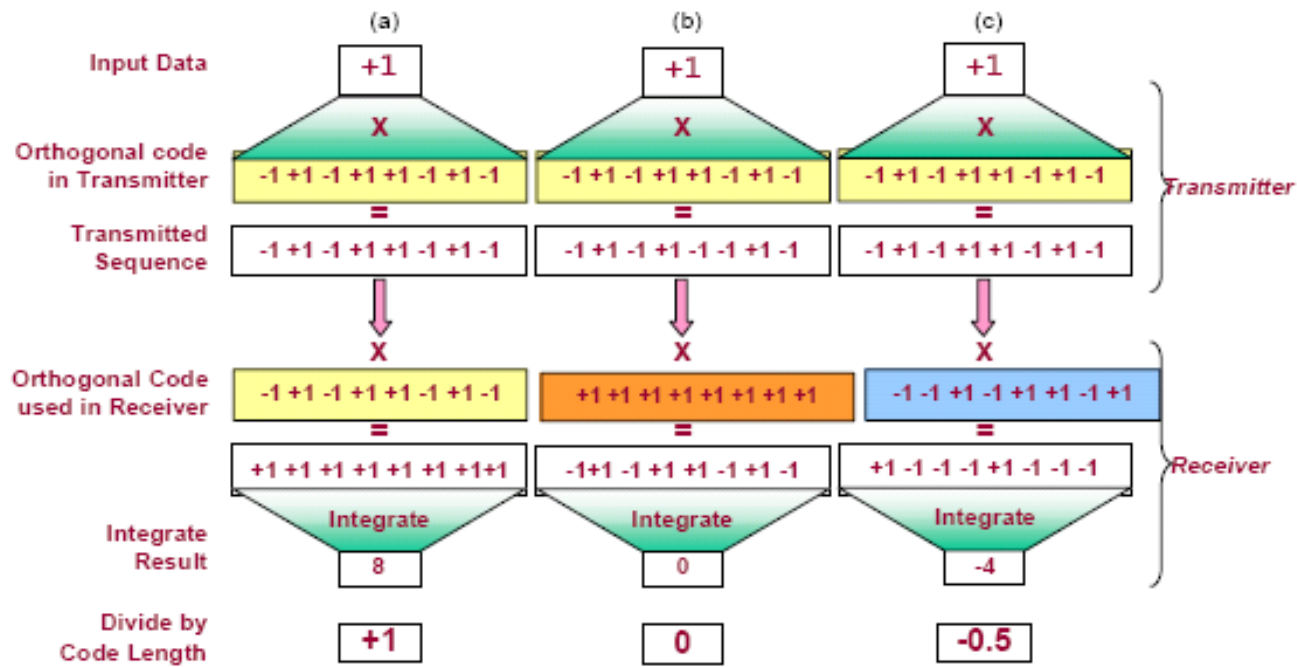 (a) (b) (c)
Input Data +1 +1 +1
X X X
Orthogonal code
in Transmitter
-1 +1 -1 +1 +1 -1 +1 -1 -1 +1 -1 +1 +1 -1 +1 -1 -1 +1 -1 +1 +1 -1 +1 -1
Transmitter
= = =
Transmitted
Sequence
-1 +1 -1 +1 +1 -1 +1 -1 -1 +1 -1 +1 +1 -1 +1 -1 -1 +1 -1 +1 +1 -1 +1 -1
X X X
Orthogonal Code
used in Receiver
-1 +1 -1 +1 +1 -1 +1 -1 +1 +1 +1 +1 +1 +1 +1 +1 -1 -1 +1 -1 +1 +1 -1 +1
= = =
+1 +1 +1 +1 +1 +1 +1+1 -1+1 -1 +1 +1 -1 +1 -1 +1 -1 -1 -1 +1 -1 -1 -1
Receiver
Integrate Integrate Integrate
Integrate
Result
8 0 -4
Divide by
Code Length
+1 0 -0.5